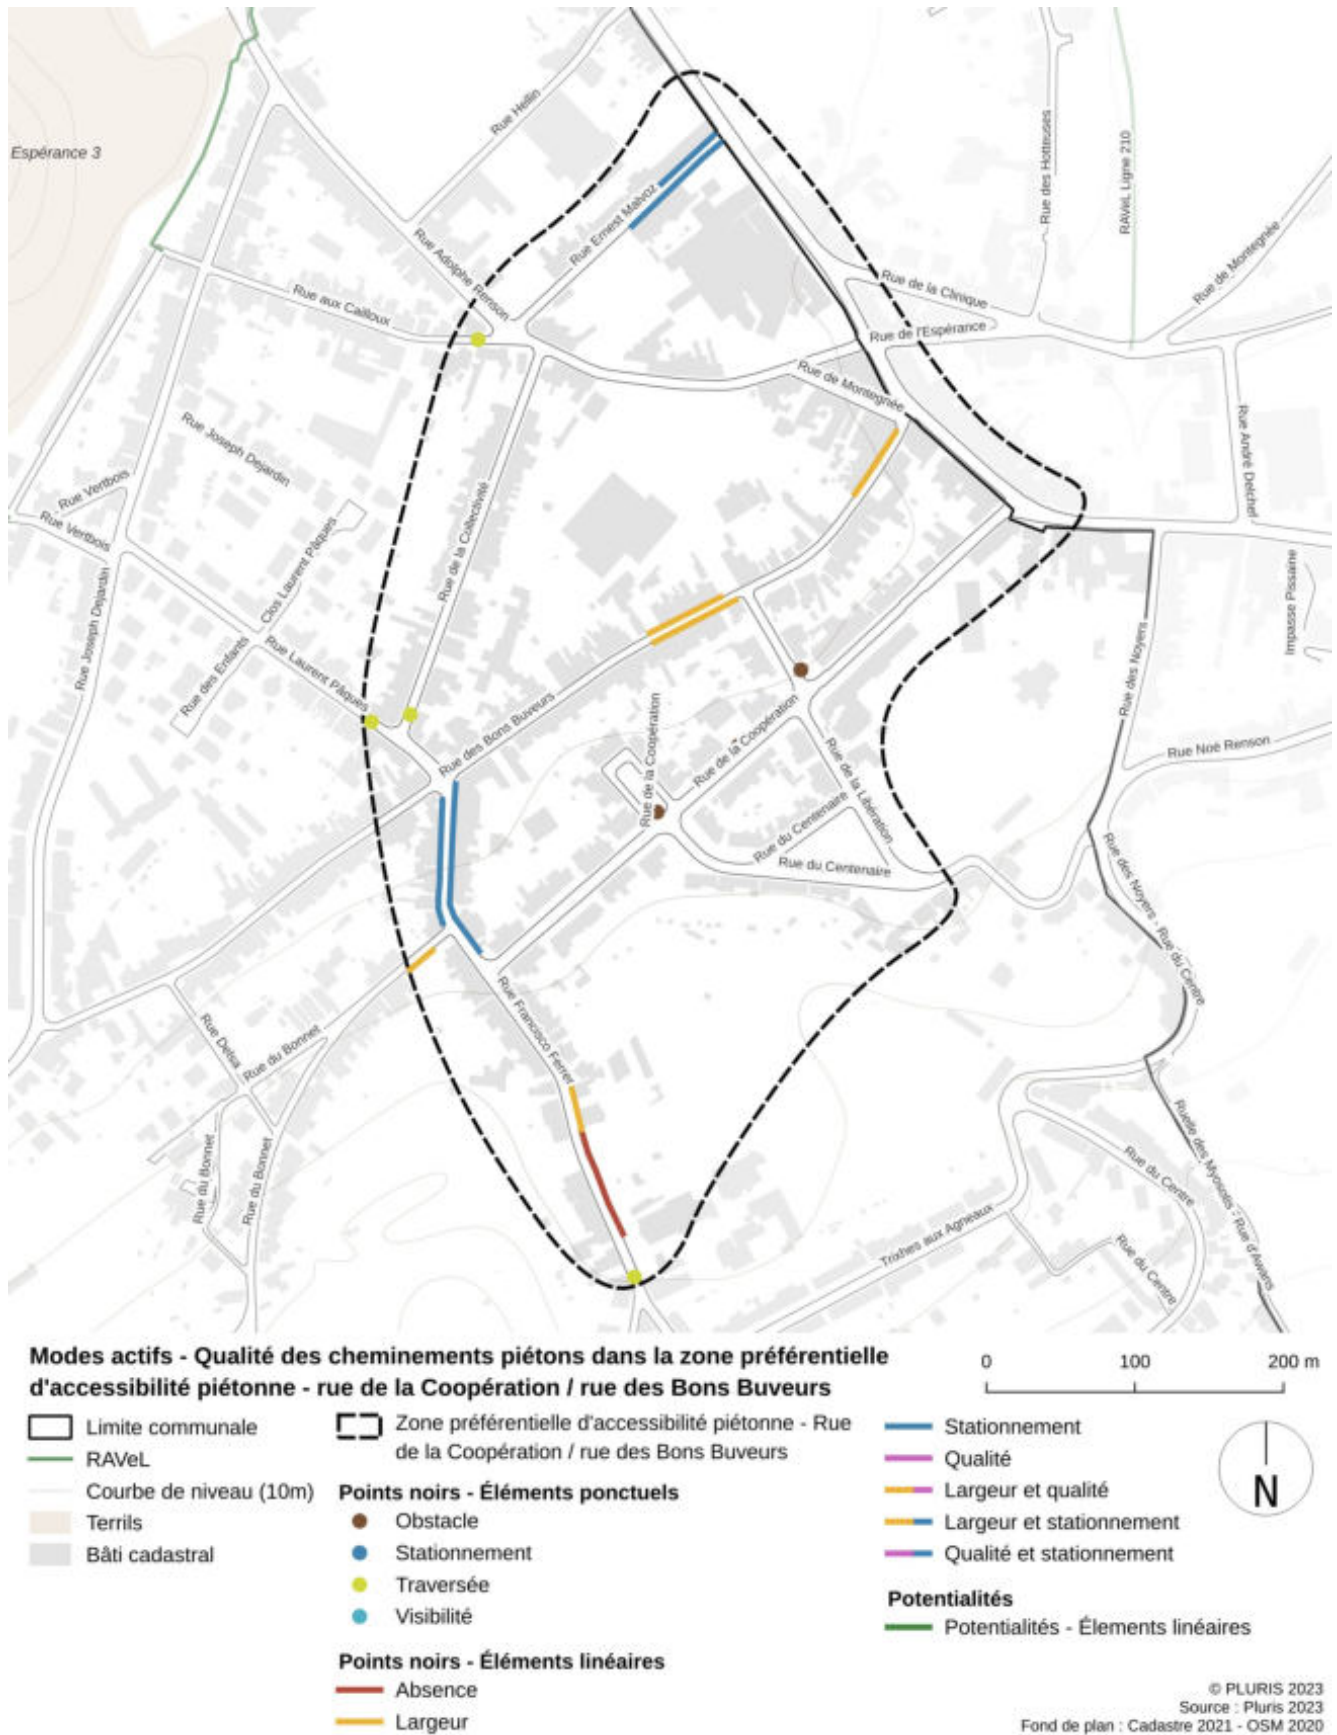 Espérance 3
Rue Hellin
Rue des Hotteuses
RAVeL Ligne 210
Rue Ernest Malvoz
Rue Adolphe Renson
Rue de Montegnée
Rue aux Cailloux
Rue de la Clinique
Rue de l'Espérance
Rue de Montegnée
Rue Joseph Dejardin
Rue André Delchef
Rue Vertbois
Rue Vertbois
Rue de la Collectivité
Clos Laurent Pâques
Impasse Pissaine
Rue Joseph Dejardin
Rue des Enfants
Rue Laurent Pâques
Rue des Noyers
Rue des Bons Buveurs
Rue de la Coopération
Rue de la Coopération
Rue Noë Renson
Rue de la Libération
Rue du Centenaire
Rue du Centenaire
Rue des Noyers - Rue du Centre
Rue Francisco Ferrer
Rue Delsa
Rue du Bonnet
Rue du Bonnet
Rue du Bonnet
Ruelle des Myosotis - Rue d'Awans
Rue du Centre
Trixhes aux Agneaux
Rue du Centre
Modes actifs - Qualité des cheminements piétons dans la zone préférentielle
d'accessibilité piétonne - rue de la Coopération / rue des Bons Buveurs
0 100 200 m
Limite communale
RAVeL
Courbe de niveau (10m)
Terrils
Bâti cadastral
Zone préférentielle d'accessibilité piétonne - Rue
de la Coopération / rue des Bons Buveurs
Points noirs - Éléments ponctuels
Obstacle
Stationnement
Traversée
Visibilité
Points noirs - Éléments linéaires
Absence
Largeur
Stationnement
Qualité
Largeur et qualité
Largeur et stationnement
Qualité et stationnement
Potentialités
Potentialités - Élements linéaires
N
© PLURIS 2023
Source : Pluris 2023
Fond de plan : Cadastre 2021 - OSM 2020